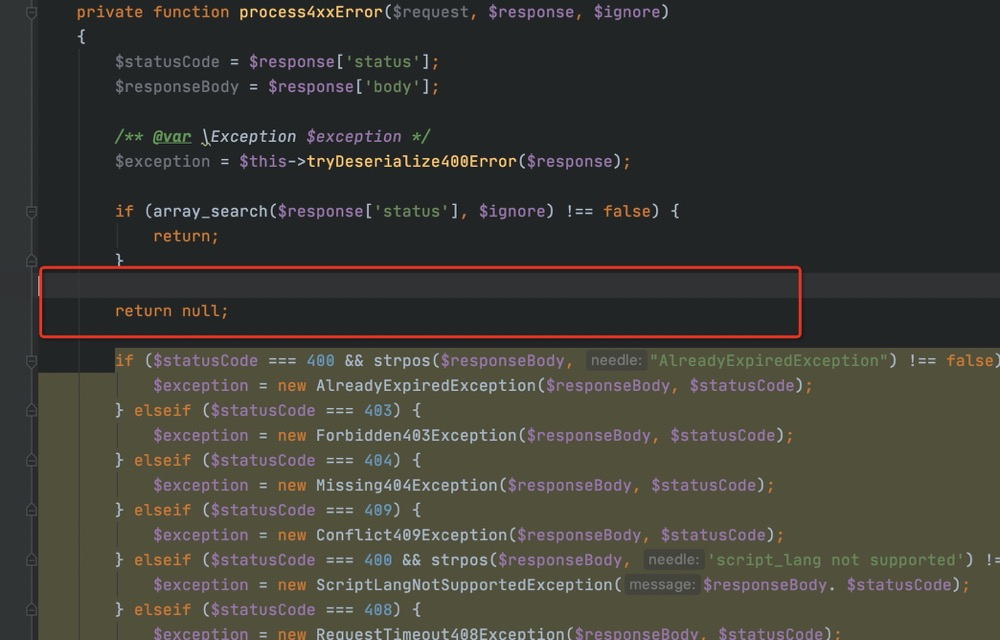 private function process4xxError($request, $response, $ignore)
{
$statusCode = $response['status'];
$responseBody = $response['body'];
/** @var \Exception $exception */
$exception = $this->tryDeserialize400Error($response);
if (array_search($response['status'], $ignore) !== false) {
return;
}
return null;
if ($statusCode === 400 && strpos($responseBody, needle: "AlreadyExpiredException") !== false)
$exception = new AlreadyExpiredException($responseBody, $statusCode);
} elseif ($statusCode === 403) {
$exception = new Forbidden403Exception($responseBody, $statusCode);
} elseif ($statusCode === 404) {
$exception = new Missing404Exception($responseBody, $statusCode);
} elseif ($statusCode === 409) {
$exception = new Conflict409Exception($responseBody, $statusCode);
} elseif ($statusCode === 400 && strpos($responseBody, needle: 'script_lang not supported') !=
$exception = new ScriptLangNotSupportedException( message: $responseBody. $statusCode);
} elseif ($statusCode === 408) {
$exception = new RequestTimeout408Exception($responseBody, $statusCode);